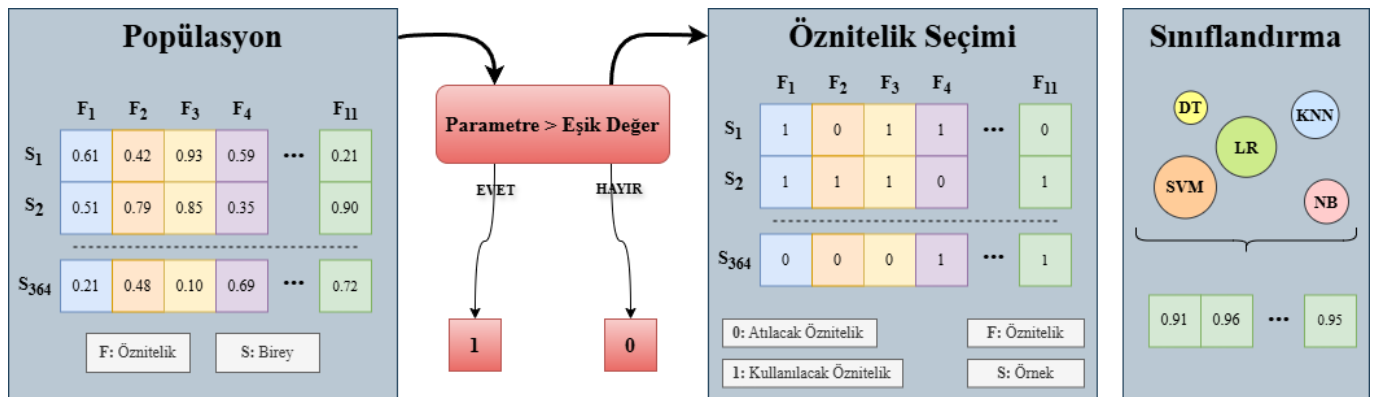 Popülasyon
F1 F2 F3 F4 F11
S1 0.61 0.42 0.93 0.59 ... 0.21
S2 0.51 0.79 0.85 0.35 0.90
S364 0.21 0.48 0.10 0.69 ... 0.72
F: Öznitelik S: Birey
Parametre > Eşik Değer
EVET HAYIR
1 0
Öznitelik Seçimi
F1 F2 F3 F4 F11
S1 1 0 1 1 ... 0
S2 1 1 1 0 1
S364 0 0 0 1 ... 1
0: Atılacak Öznitelik F: Öznitelik
1: Kullanılacak Öznitelik S: Örnek
Sınıflandırma
DT KNN
LR
SVM NB
0.91 0.96 ... 0.95